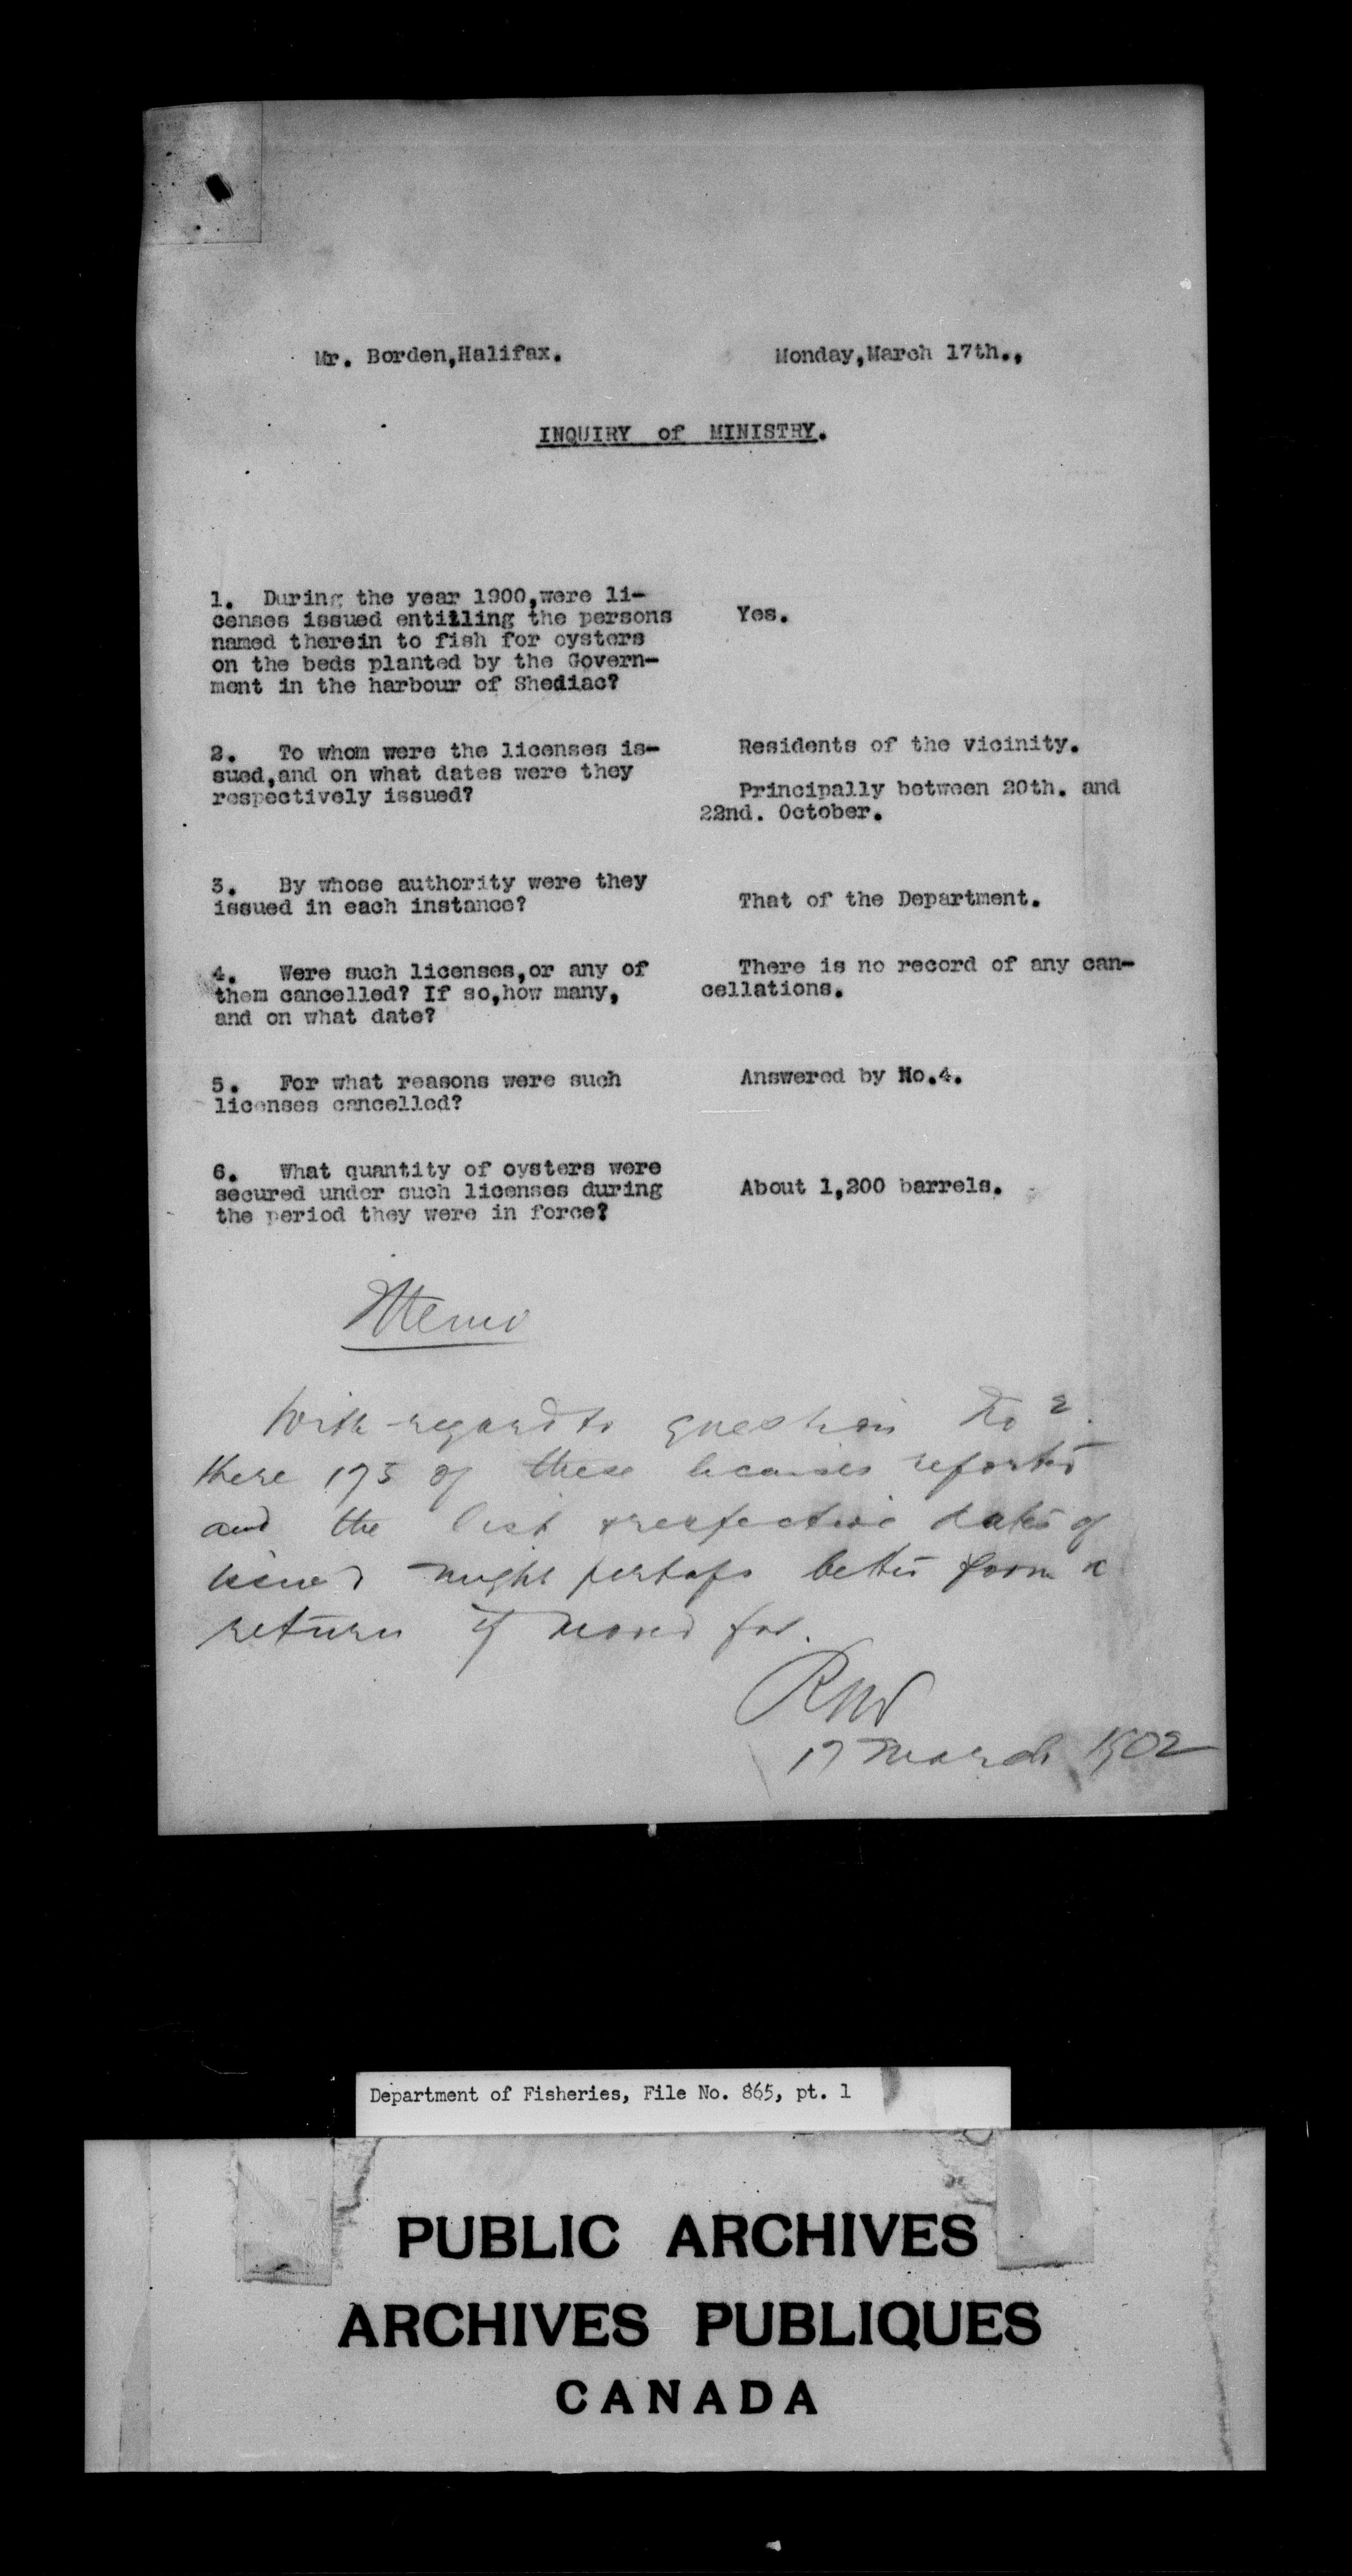 Mr. Borden,Halifax.
Monday,March 17th.,
INQUIRY of MINISTRY.
1. During the year 1900,were li-
censes issued entitling the persons
named therein to fish for oysters
on the beds planted by the Govern-
ment in the harbour of Shediac?
Yes.
2. To whom were the licenses is-
sued,and on what dates were they
respectively issued?
Residents of the vicinity.
Principally between 20th. and
22nd. October.
3. By whose authority were they
issued in each instance?
That of the Department.
4. Were such licenses,or any of
them cancelled? If so,how many,
and on what date?
There is no record of any can-
cellations.
5. For what reasons were such
licenses cancelled?
Answered by No.4.
6. What quantity of oysters were
secured under such licenses during
the period they were in force?
About 1,200 barrels.
Memo
With regard to question No 2.
there 175 of these licenses reported
and the list & respective dates of
issue might perhaps better form a
return if moved for.
17 March 1902
Department of Fisheries, File No. 865, pt. 1
PUBLIC ARCHIVES
ARCHIVES PUBLIQUES
CANADA